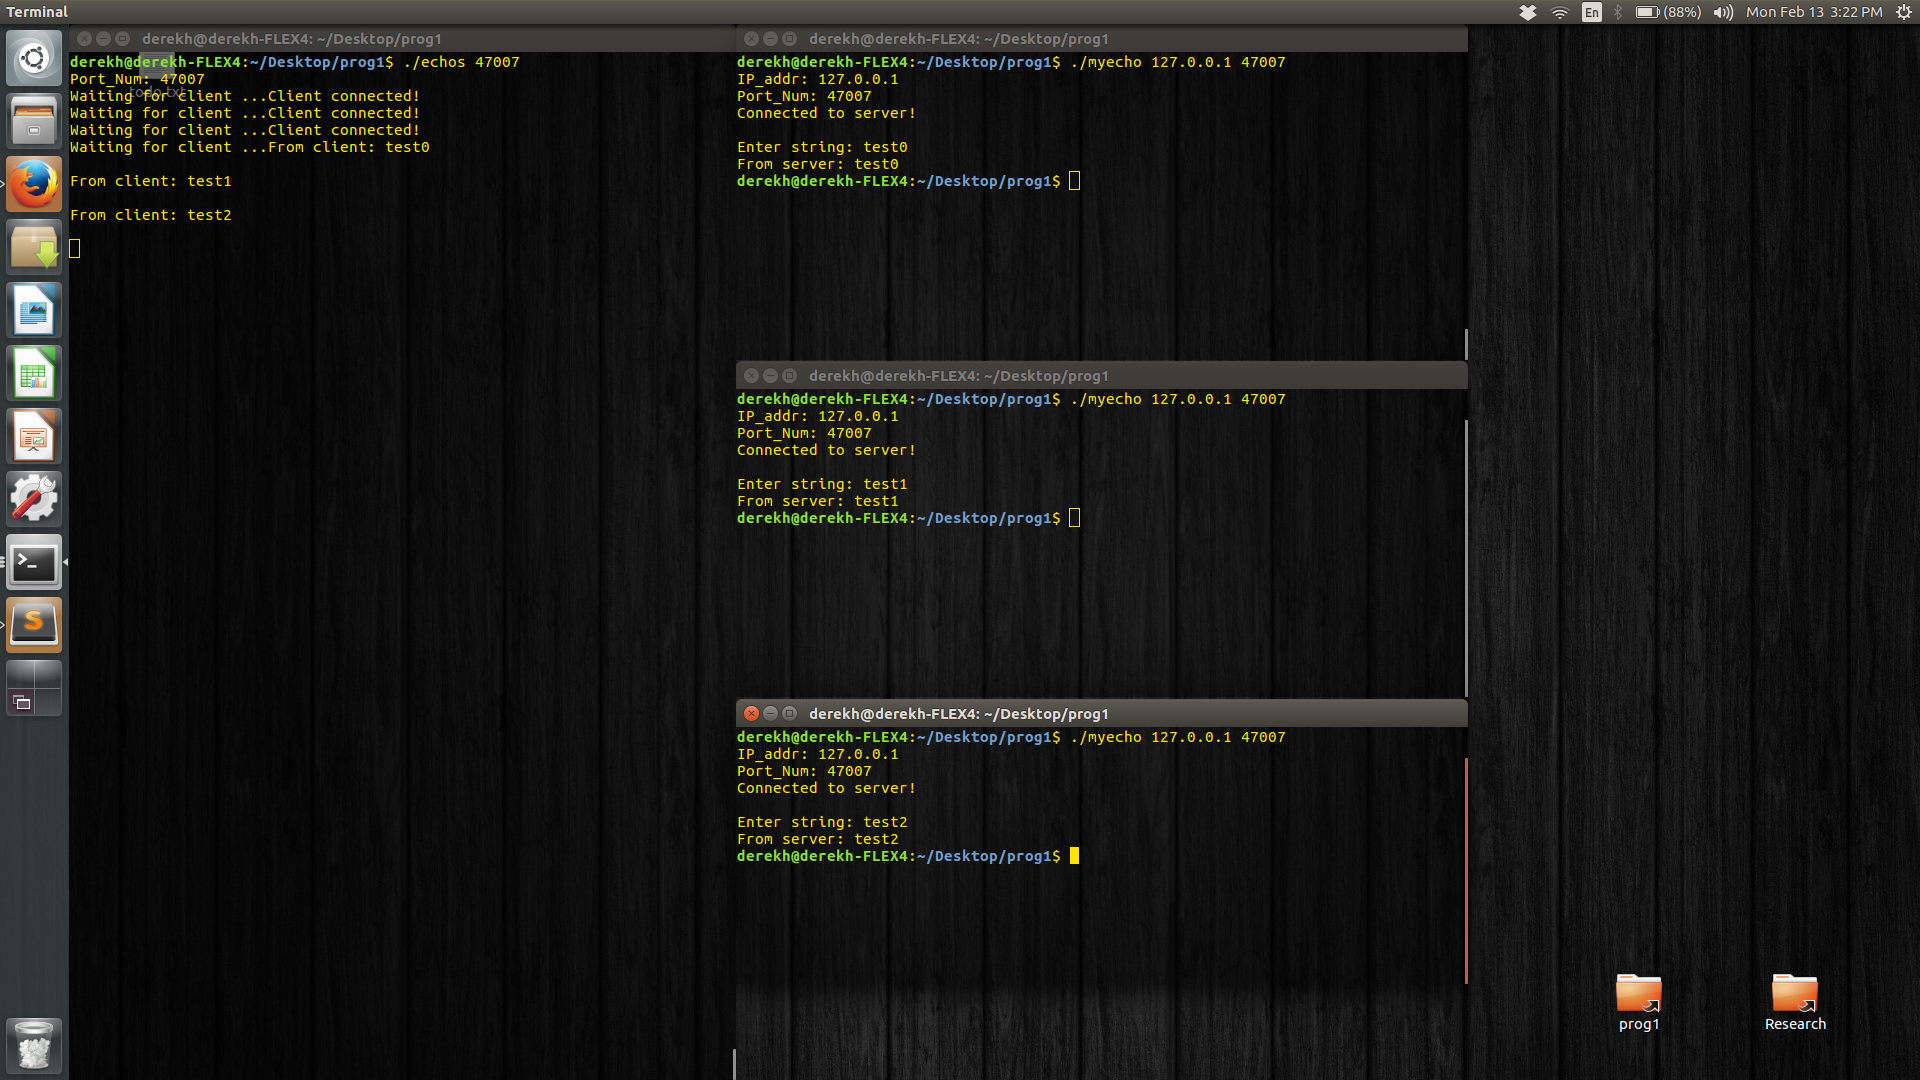 Terminal
En
(88%)
Mon Feb 13 3:22 PM
derekh@derekh-FLEX4: ~/Desktop/prog1
derekh@derekh-FLEX4:~/Desktop/prog1$ ./echos 47007
Port_Num: 47007
to do.txt
Waiting for client ...Client connected!
Waiting for client ...Client connected!
Waiting for client ...Client connected!
Waiting for client ...From client: test0
From client: test1
From client: test2
derekh@derekh-FLEX4: ~/Desktop/prog1
derekh@derekh-FLEX4:~/Desktop/prog1$ ./myecho 127.0.0.1 47007
IP_addr: 127.0.0.1
Port_Num: 47007
Connected to server!
Enter string: test0
From server: test0
derekh@derekh-FLEX4:~/Desktop/prog1$
derekh@derekh-FLEX4: ~/Desktop/prog1
derekh@derekh-FLEX4:~/Desktop/prog1$ ./myecho 127.0.0.1 47007
IP_addr: 127.0.0.1
Port_Num: 47007
Connected to server!
Enter string: test1
From server: test1
derekh@derekh-FLEX4:~/Desktop/prog1$
derekh@derekh-FLEX4: ~/Desktop/prog1
derekh@derekh-FLEX4:~/Desktop/prog1$ ./myecho 127.0.0.1 47007
IP_addr: 127.0.0.1
Port_Num: 47007
Connected to server!
Enter string: test2
From server: test2
derekh@derekh-FLEX4:~/Desktop/prog1$
prog1
Research